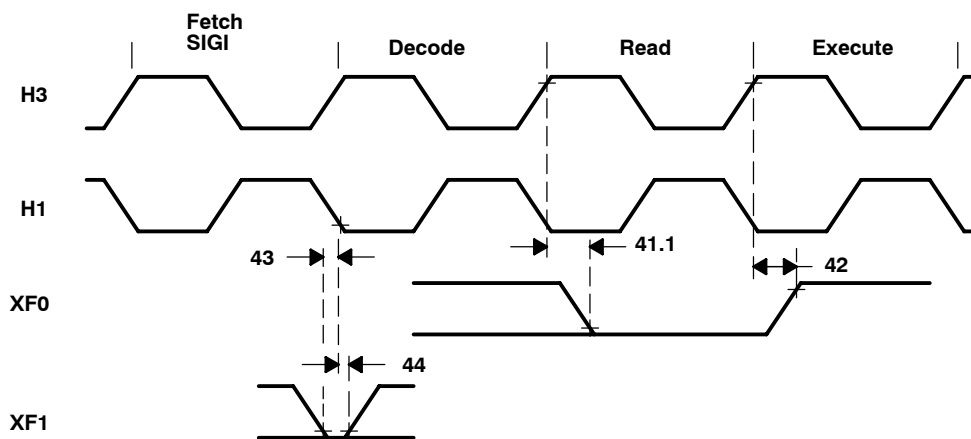 Fetch
SIGI
Decode
Read
Execute
H3
H1
43
41.1
42
XF0
44
XF1